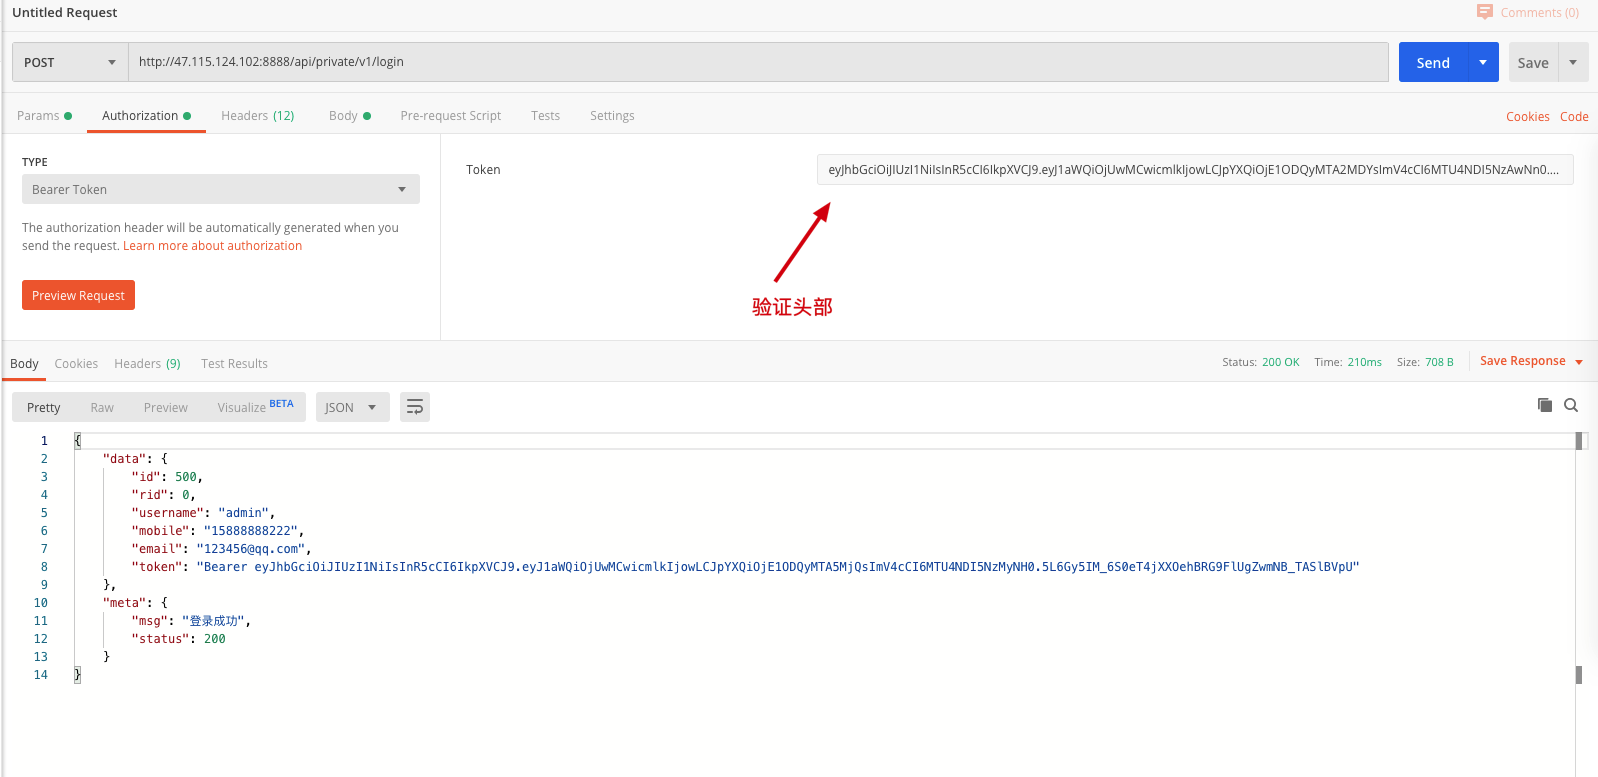 Untitled Request
Comments (0)
POST
http://47.115.124.102:8888/api/private/v1/login
Send
Save
Params
Authorization
Headers (12)
Body
Pre-request Script
Tests
Settings
Cookies Code
TYPE
Bearer Token
The authorization header will be automatically generated when you
send the request. Learn more about authorization
Preview Request
Token
eyJhbGciOiJIUzI1NiIsInR5cCI6IkpXVCJ9.eyJ1aWQiOjUwMCwicmlkIjowLCJpYXQiOjE1ODQyMTA2MDYsImV4cCI6MTU4NDI5NzAwNn0....
验证头部
Body
Cookies
Headers (9)
Test Results
Status: 200 OK
Time: 210ms
Size: 708 B
Save Response
Pretty
Raw
Preview
Visualize BETA
JSON
1 {
2 "data": {
3 "id": 500,
4 "rid": 0,
5 "username": "admin",
6 "mobile": "15888888222",
7 "email": "123456@qq.com",
8 "token": "Bearer eyJhbGciOiJIUzI1NiIsInR5cCI6IkpXVCJ9.eyJ1aWQiOjUwMCwicmlkIjowLCJpYXQiOjE1ODQyMTA5MjQsImV4cCI6MTU4NDI5NzMyNH0.5L6Gy5IM_6S0eT4jXXOehBRG9FlUgZwmNB_TASlBVpU"
9 },
10 "meta": {
11 "msg": "登录成功",
12 "status": 200
13 }
14 }